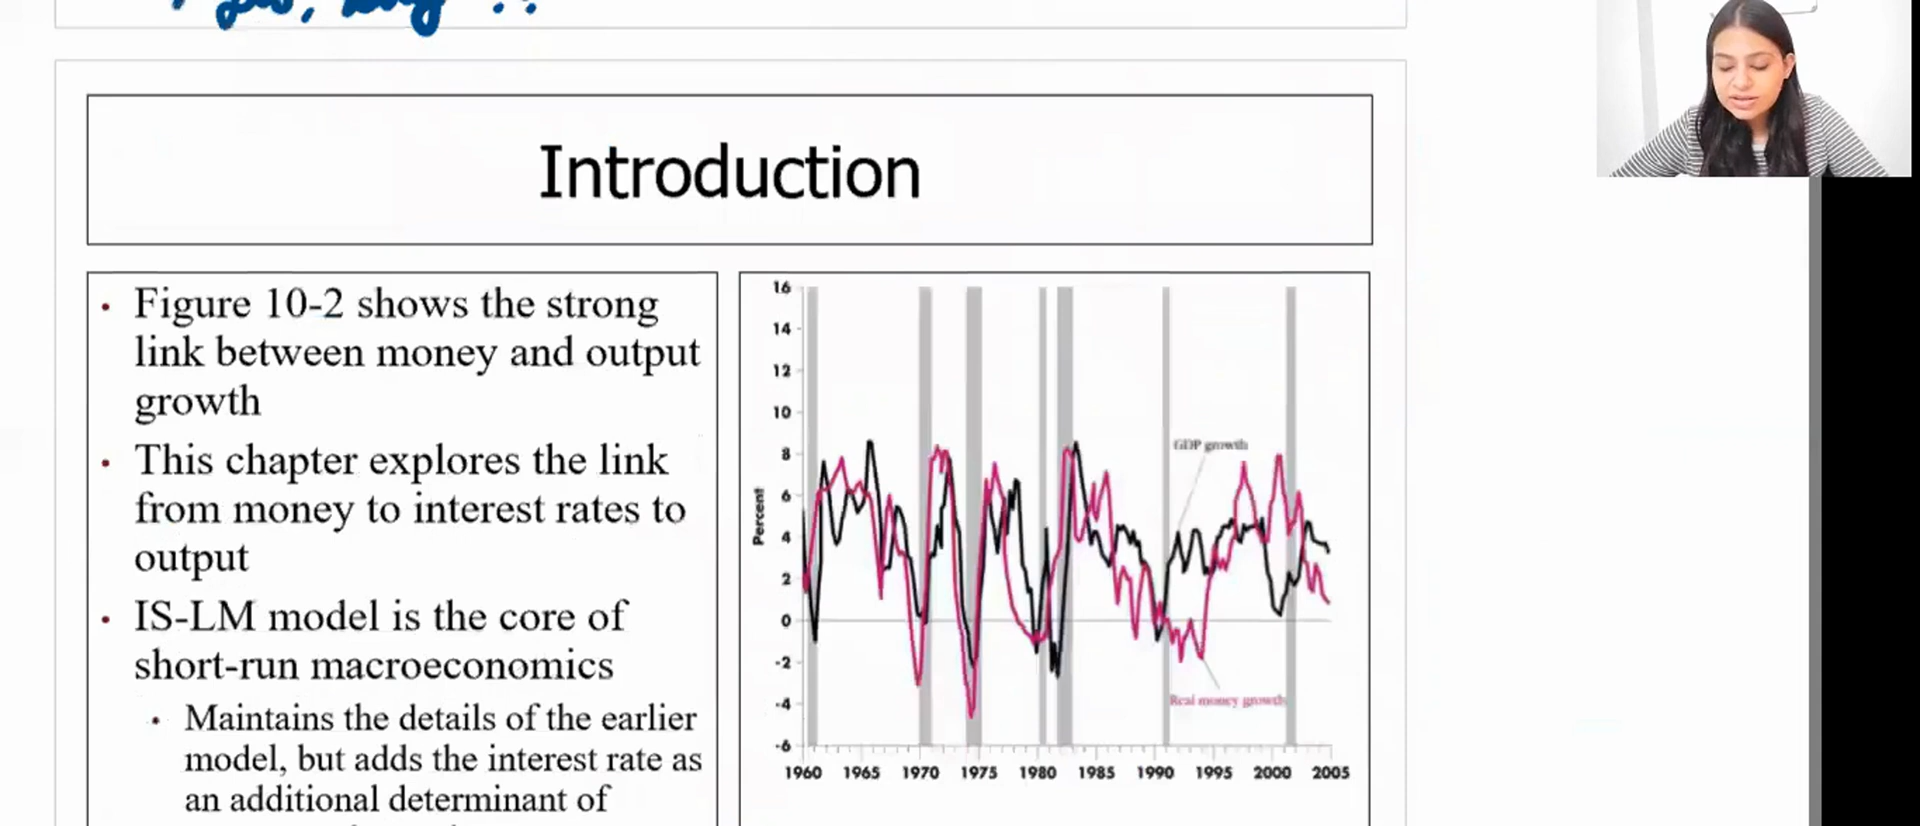 Introduction
• Figure 10-2 shows the strong
link between money and output
growth
• This chapter explores the link
from money to interest rates to
output
• IS-LM model is the core of
short-run macroeconomics
• Maintains the details of the earlier
model, but adds the interest rate as
an additional determinant of
16
14
12
10
8
6
4
2
0
-2
-4
-6
Percent
GDP growth
Real money growth
1960 1965 1970 1975 1980 1985 1990 1995 2000 2005